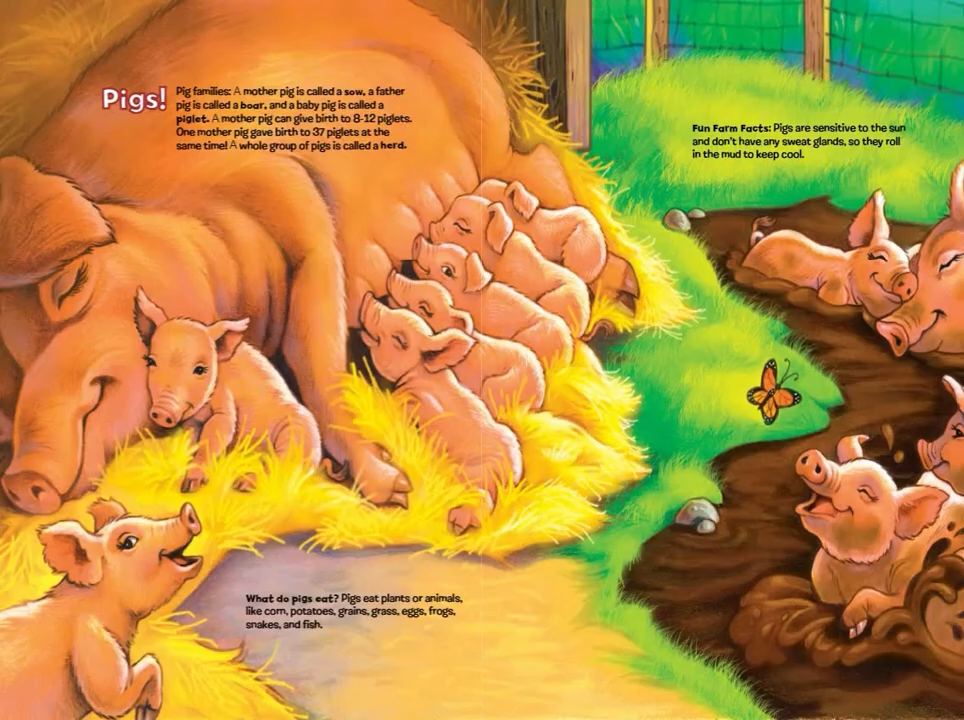 Pigs!
Pig families: A mother pig is called a sow, a father
pig is called a boar, and a baby pig is called a
piglet. A mother pig can give birth to 8-12 piglets.
One mother pig gave birth to 37 piglets at the
same time! A whole group of pigs is called a herd.
Fun Farm Facts: Pigs are sensitive to the sun
and don't have any sweat glands, so they roll
in the mud to keep cool.
What do pigs eat? Pigs eat plants or animals,
like corn, potatoes, grains, grass, eggs, frogs,
snakes, and fish.